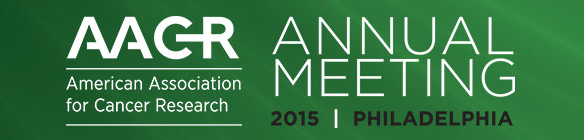 AACR
American Association
for Cancer Research
ANNUAL
MEETING
2015 | PHILADELPHIA